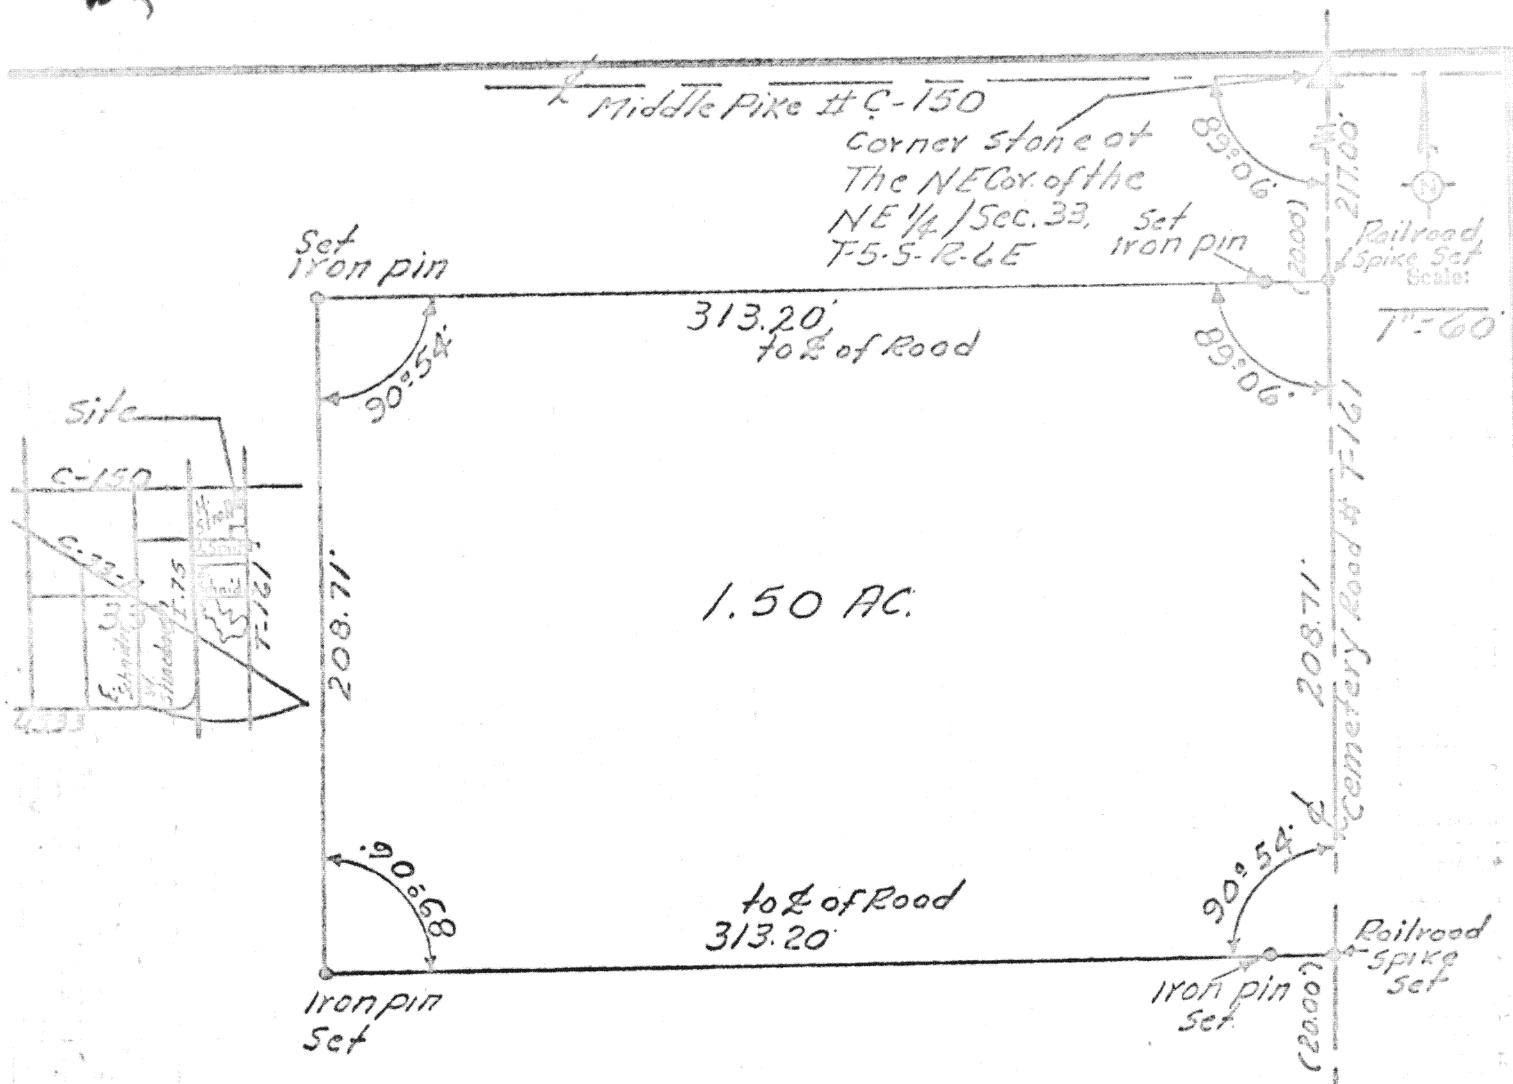 ℄ Middle Pike # C-150
Corner stone at
The NE Cor. of the
NE 1/4 / Sec. 33,
T-5-S-R-6E
89°06'
217.00'
N
Set
iron pin
(20.00')
Railroad
Spike Set
Scale:
1"=60'
Set
iron pin
313.20'
to ℄ of Road
90°54'
89°06'
Site
C-150
I-75
T-161
33
208.71'
1.50 AC.
208.71'
℄ Cemetery Road # T-161
89°06'
90°54'
to ℄ of Road
313.20'
Iron pin
Set
Iron pin
Set
(20.00')
Railroad
Spike
Set